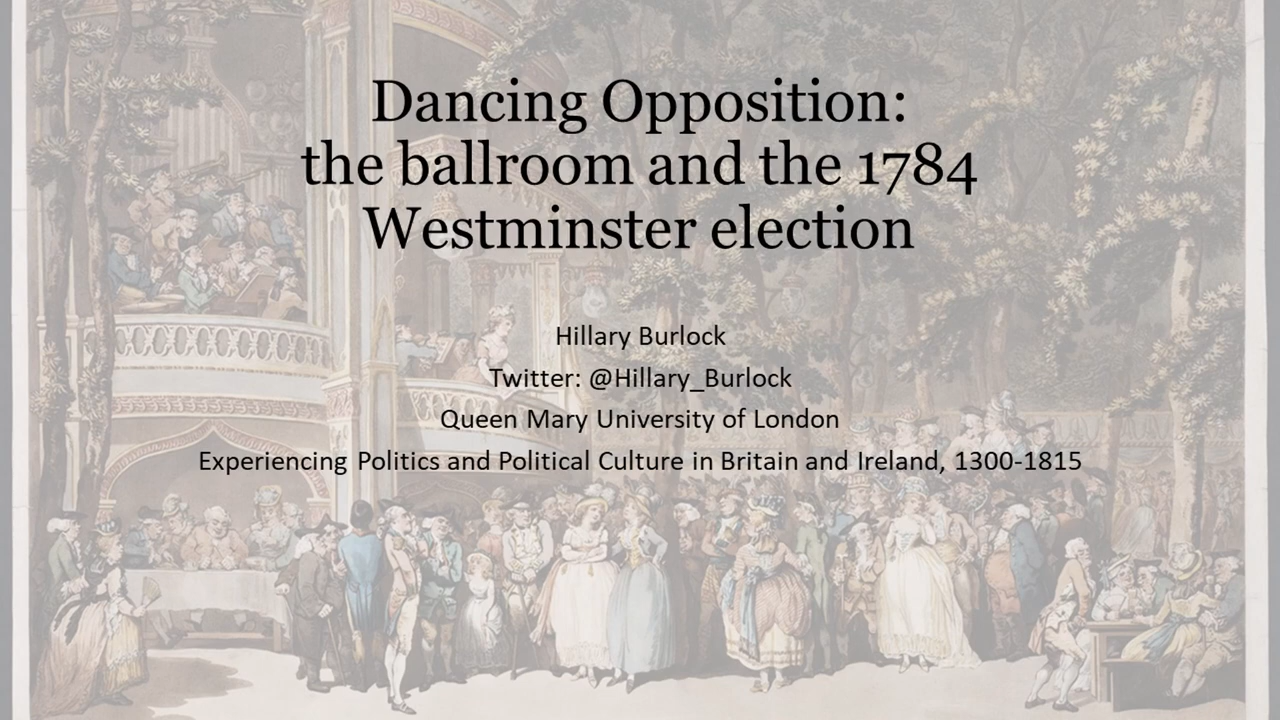 Dancing Opposition:
the ballroom and the 1784
Westminster election
Hillary Burlock
Twitter: @Hillary_Burlock
Queen Mary University of London
Experiencing Politics and Political Culture in Britain and Ireland, 1300-1815